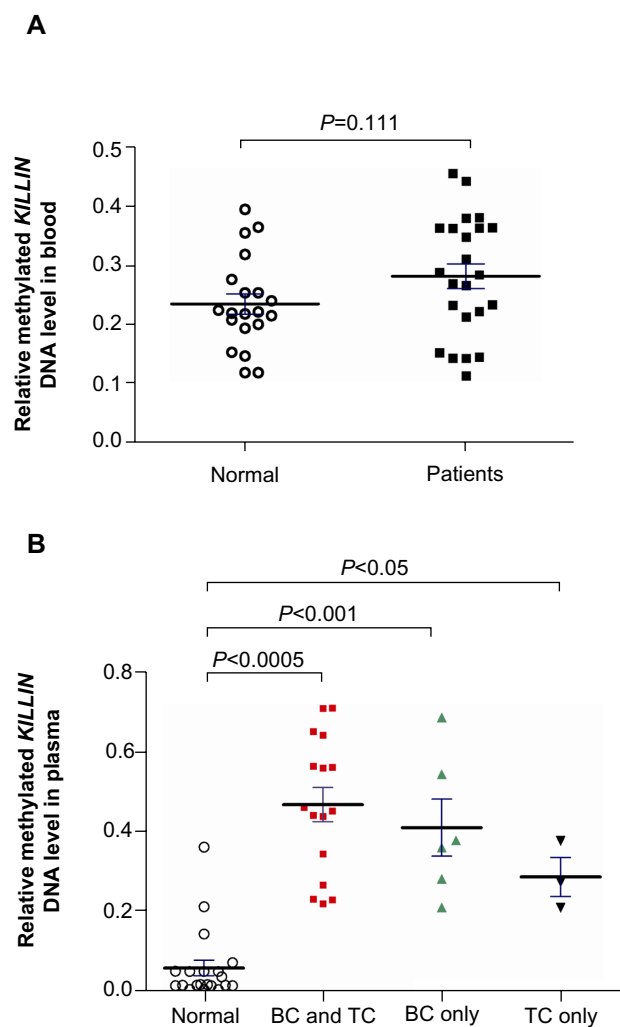 A
P=0.111
Relative methylated KILLIN
DNA level in blood
0.5
0.4
0.3
0.2
0.1
0.0
Normal
Patients
B
P<0.05
P<0.001
P<0.0005
Relative methylated KILLIN
DNA level in plasma
0.8
0.6
0.4
0.2
0.0
Normal
BC and TC
BC only
TC only